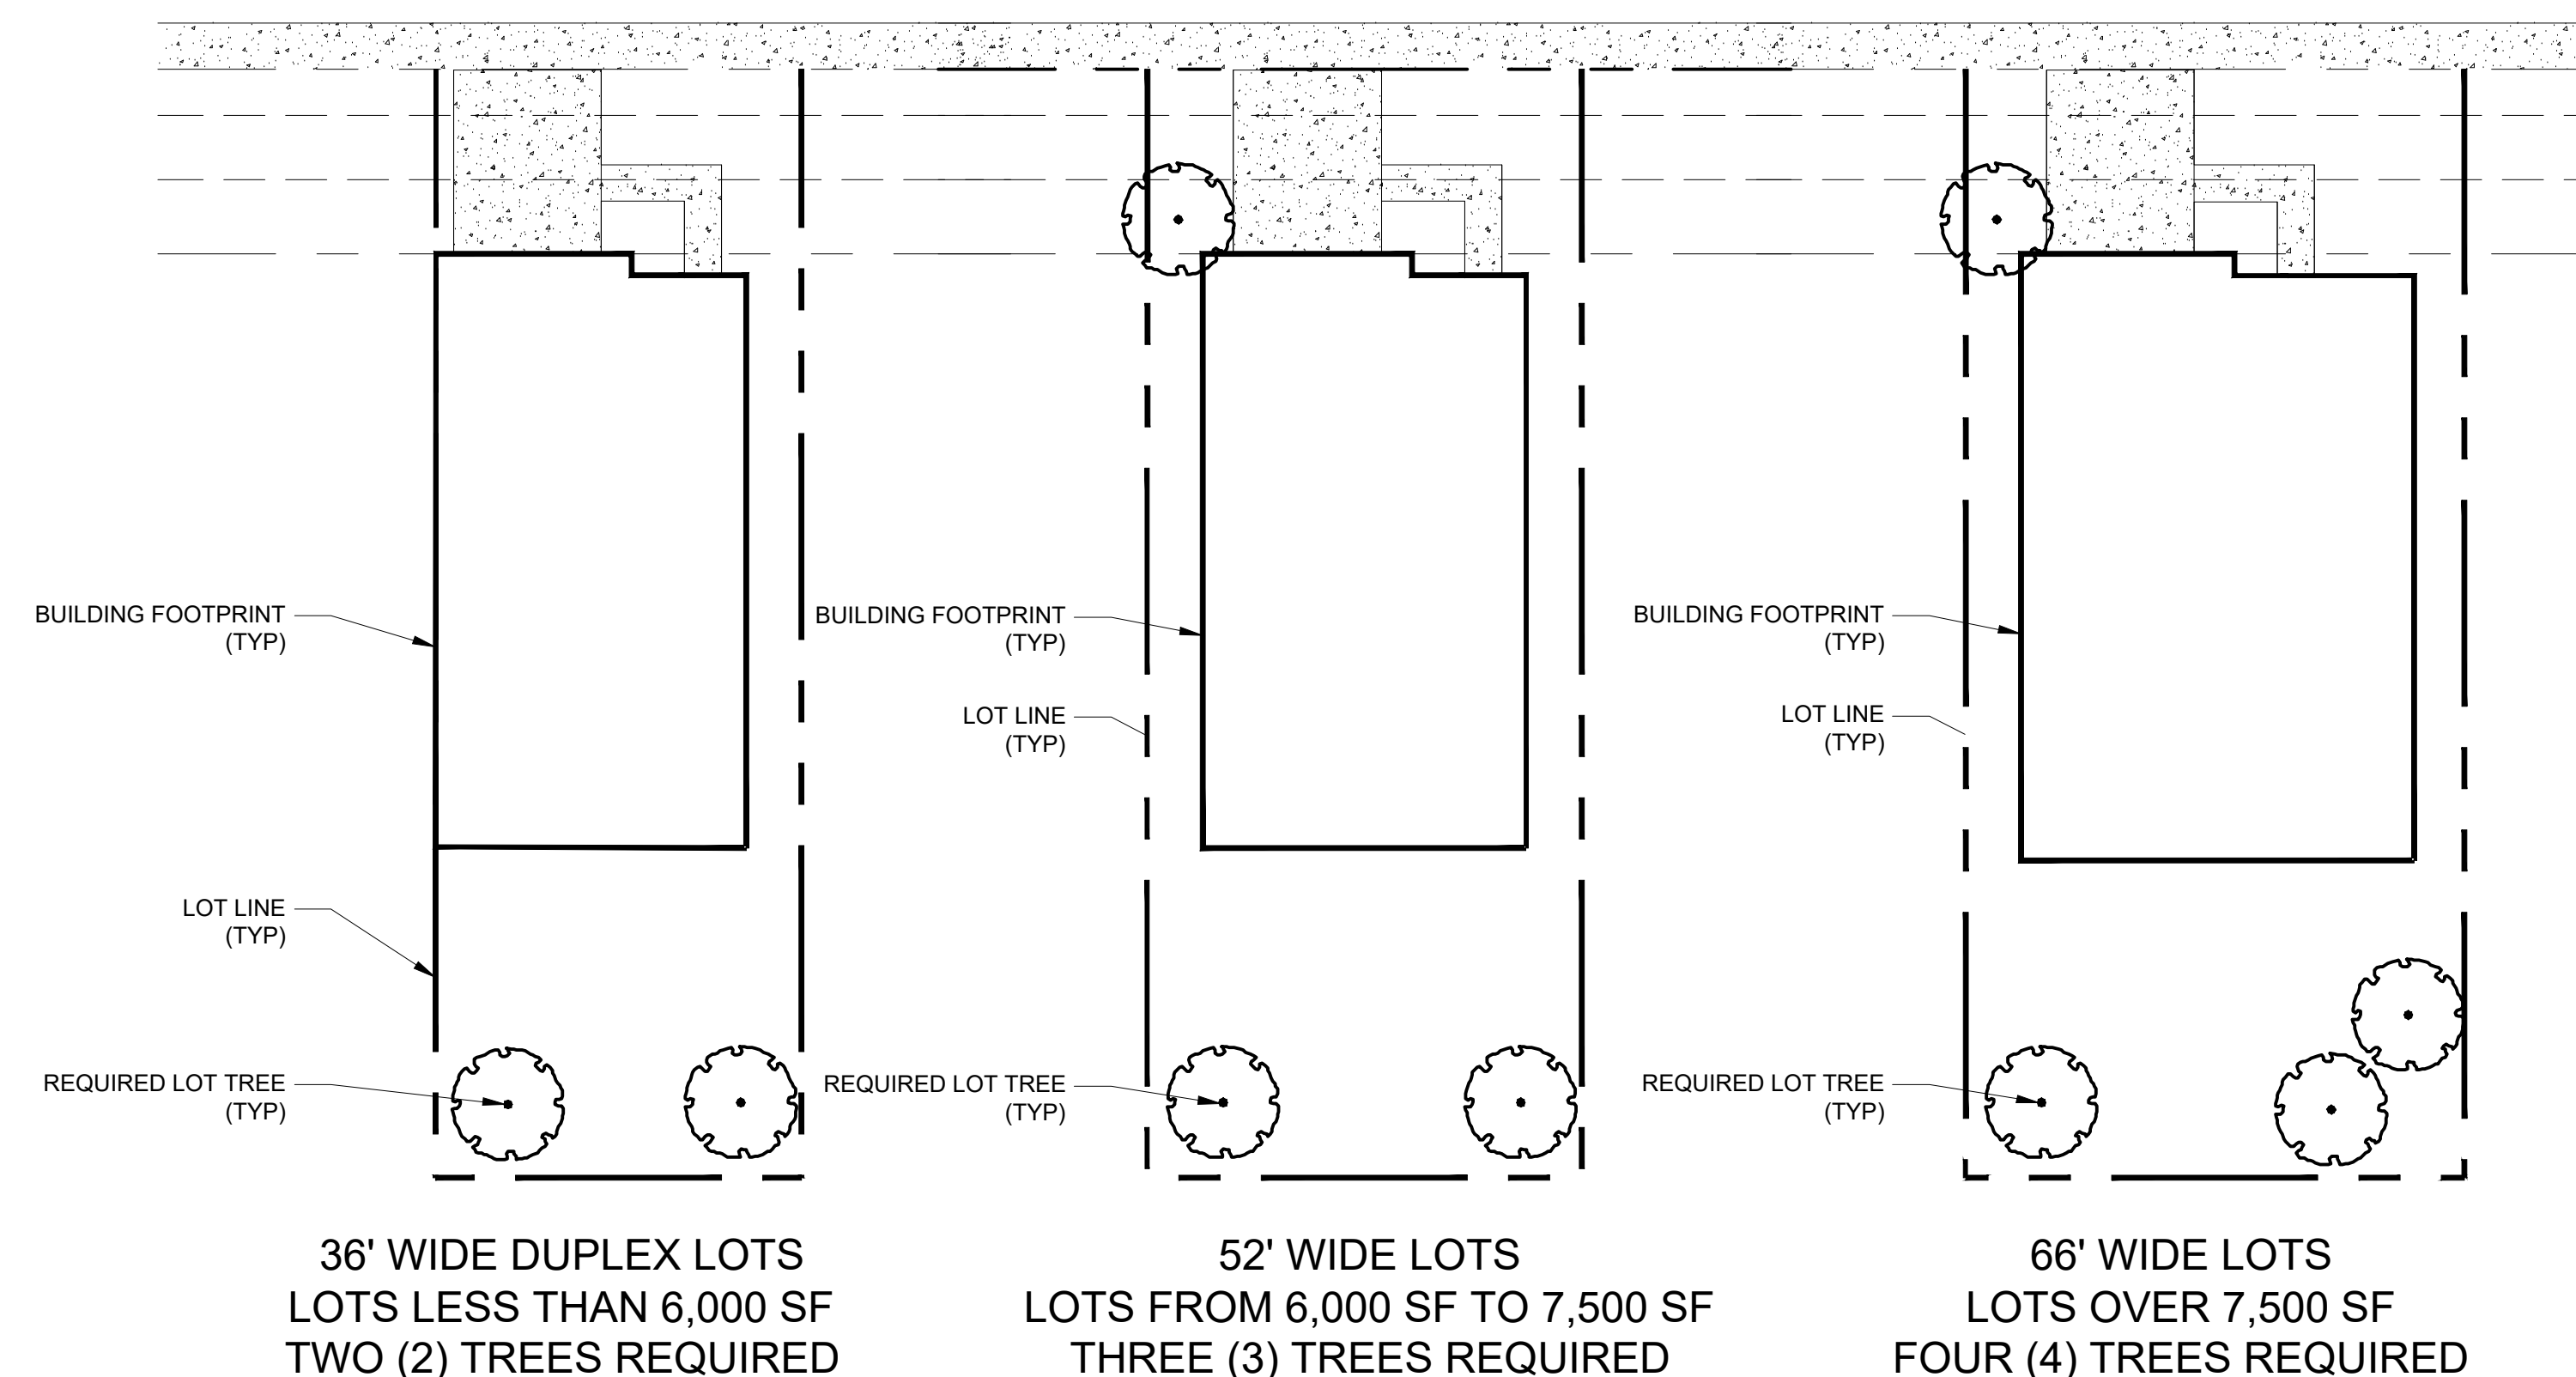 BUILDING FOOTPRINT
(TYP)
LOT LINE
(TYP)
REQUIRED LOT TREE
(TYP)
36' WIDE DUPLEX LOTS
LOTS LESS THAN 6,000 SF
TWO (2) TREES REQUIRED
BUILDING FOOTPRINT
(TYP)
LOT LINE
(TYP)
REQUIRED LOT TREE
(TYP)
52' WIDE LOTS
LOTS FROM 6,000 SF TO 7,500 SF
THREE (3) TREES REQUIRED
BUILDING FOOTPRINT
(TYP)
LOT LINE
(TYP)
REQUIRED LOT TREE
(TYP)
66' WIDE LOTS
LOTS OVER 7,500 SF
FOUR (4) TREES REQUIRED